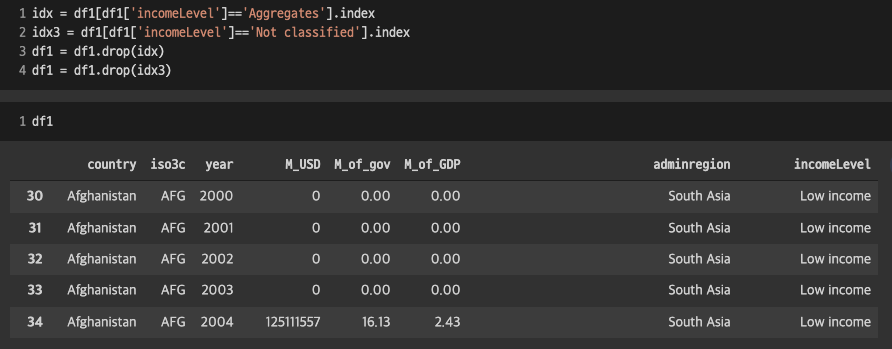 1 idx = df1[df1['incomeLevel']=='Aggregates'].index
2 idx3 = df1[df1['incomeLevel']=='Not classified'].index
3 df1 = df1.drop(idx)
4 df1 = df1.drop(idx3)
1 df1
country iso3c year M_USD M_of_gov M_of_GDP adminregion incomeLevel
30 Afghanistan AFG 2000 0 0.00 0.00 South Asia Low income
31 Afghanistan AFG 2001 0 0.00 0.00 South Asia Low income
32 Afghanistan AFG 2002 0 0.00 0.00 South Asia Low income
33 Afghanistan AFG 2003 0 0.00 0.00 South Asia Low income
34 Afghanistan AFG 2004 125111557 16.13 2.43 South Asia Low income